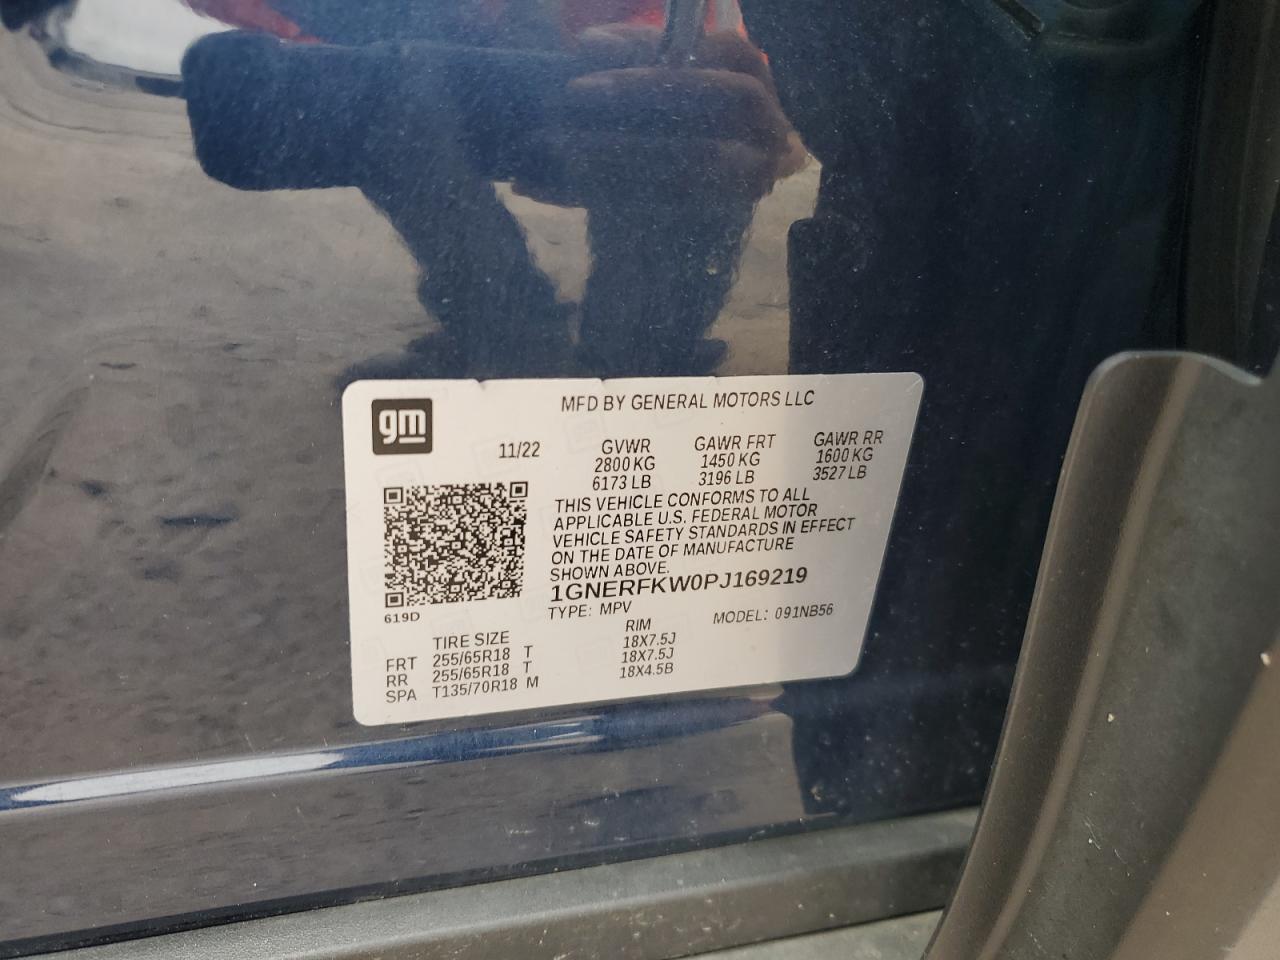 gm
MFD BY GENERAL MOTORS LLC
11/22 GVWR GAWR FRT GAWR RR
2800 KG 1450 KG 1600 KG
6173 LB 3196 LB 3527 LB
THIS VEHICLE CONFORMS TO ALL
APPLICABLE U.S. FEDERAL MOTOR
VEHICLE SAFETY STANDARDS IN EFFECT
ON THE DATE OF MANUFACTURE
SHOWN ABOVE.
1GNERFKW0PJ169219
619D
TYPE: MPV MODEL: 091NB56
TIRE SIZE RIM
FRT 255/65R18 T 18X7.5J
RR 255/65R18 T 18X7.5J
SPA T135/70R18 M 18X4.5B